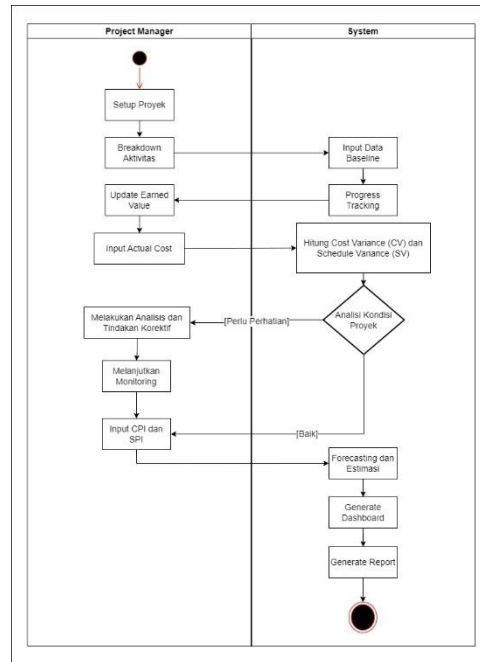 Project Manager
System
Setup Proyek
Breakdown
Aktivitas
Input Data
Baseline
Update Earned
Value
Progress
Tracking
Input Actual Cost
Hitung Cost Variance (CV) dan
Schedule Variance (SV)
Melakukan Analisis dan
Tindakan Korektif
[Perlu Perhatian]
Analisi Kondisi
Proyek
Melanjutkan
Monitoring
Input CPI dan
SPI
[Baik]
Forecasting dan
Estimasi
Generate
Dashboard
Generate Report